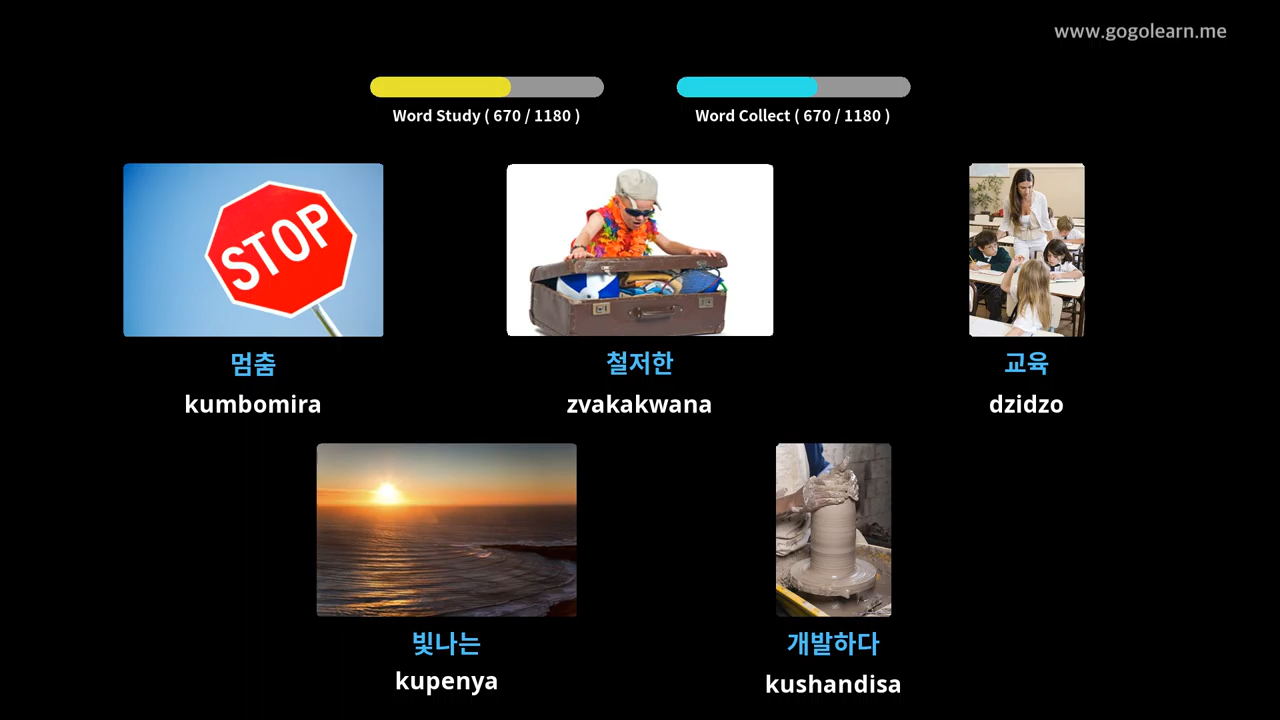 www.gogolearn.me
Word Study ( 670 / 1180 )
Word Collect ( 670 / 1180 )
STOP
멈춤
kumbomira
철저한
zvakakwana
교육
dzidzo
빛나는
kupenya
개발하다
kushandisa